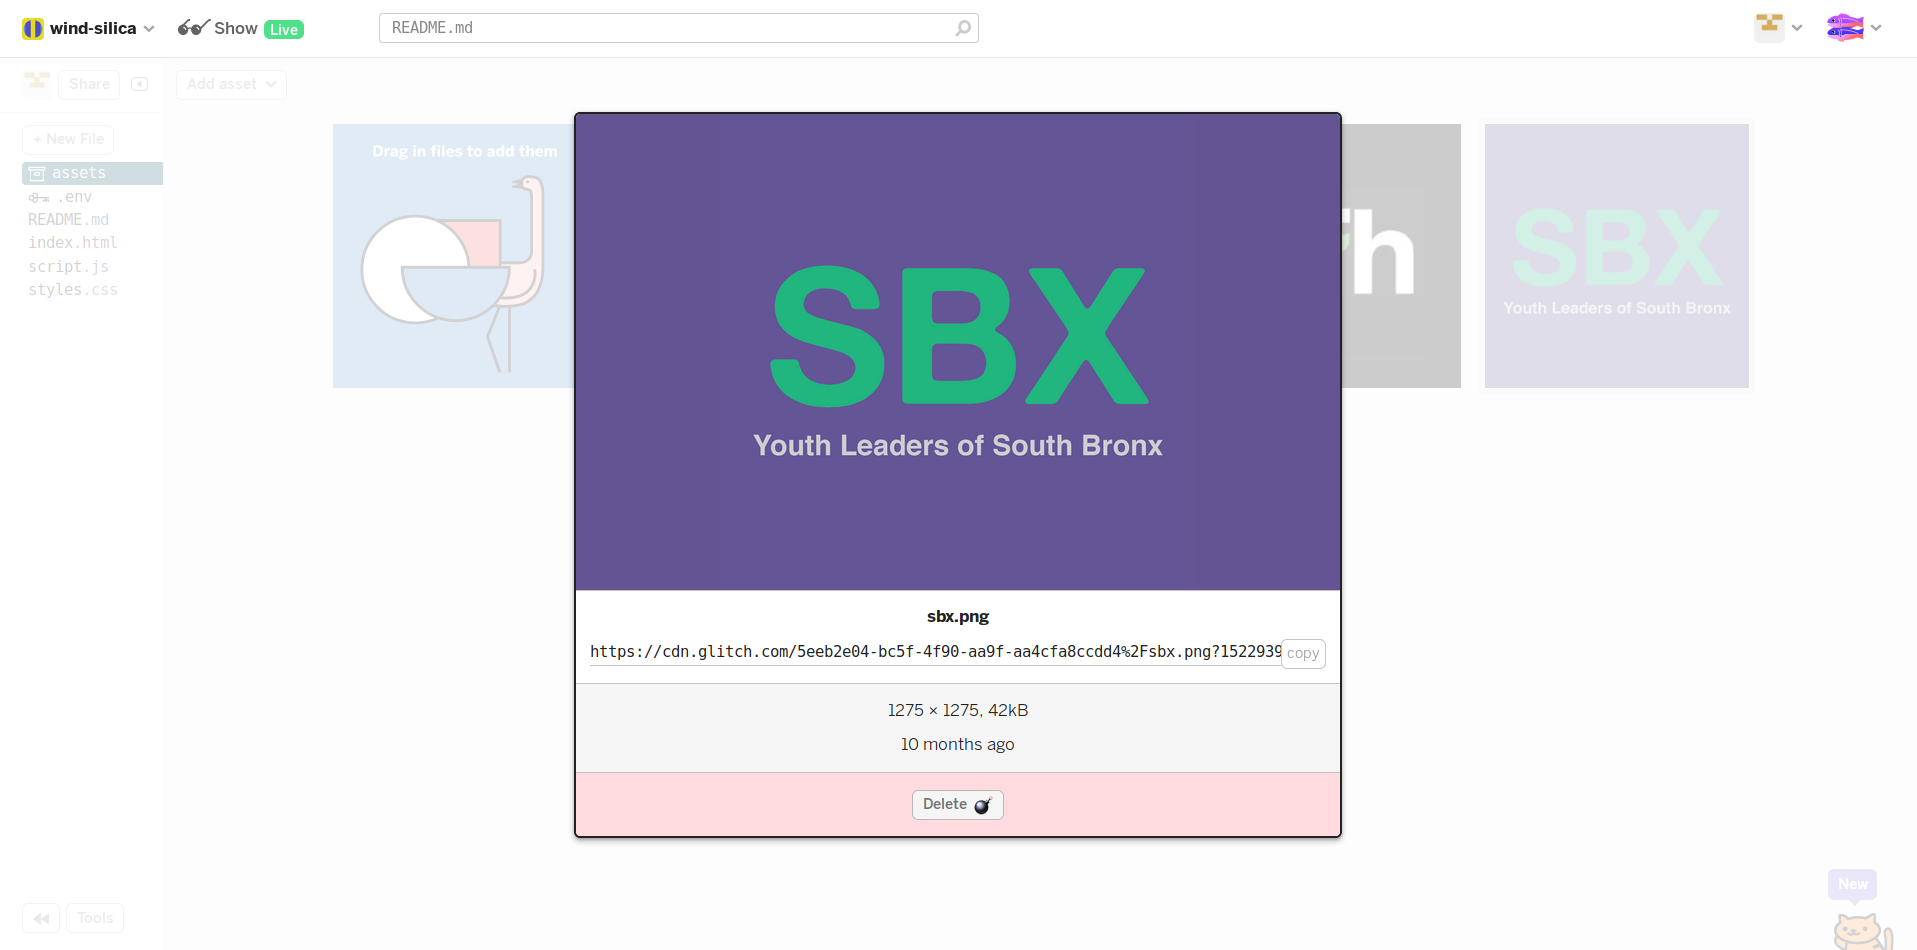 wind-silica
Show Live
README.md
Share
Add asset
+ New File
assets
.env
README.md
index.html
script.js
styles.css
Drag in files to add them
SBX
Youth Leaders of South Bronx
h
SBX
Youth Leaders of South Bronx
sbx.png
https://cdn.glitch.com/5eeb2e04-bc5f-4f90-aa9f-aa4cfa8ccdd4%2Fsbx.png?1522939
copy
1275 × 1275, 42kB
10 months ago
Delete
New
Tools